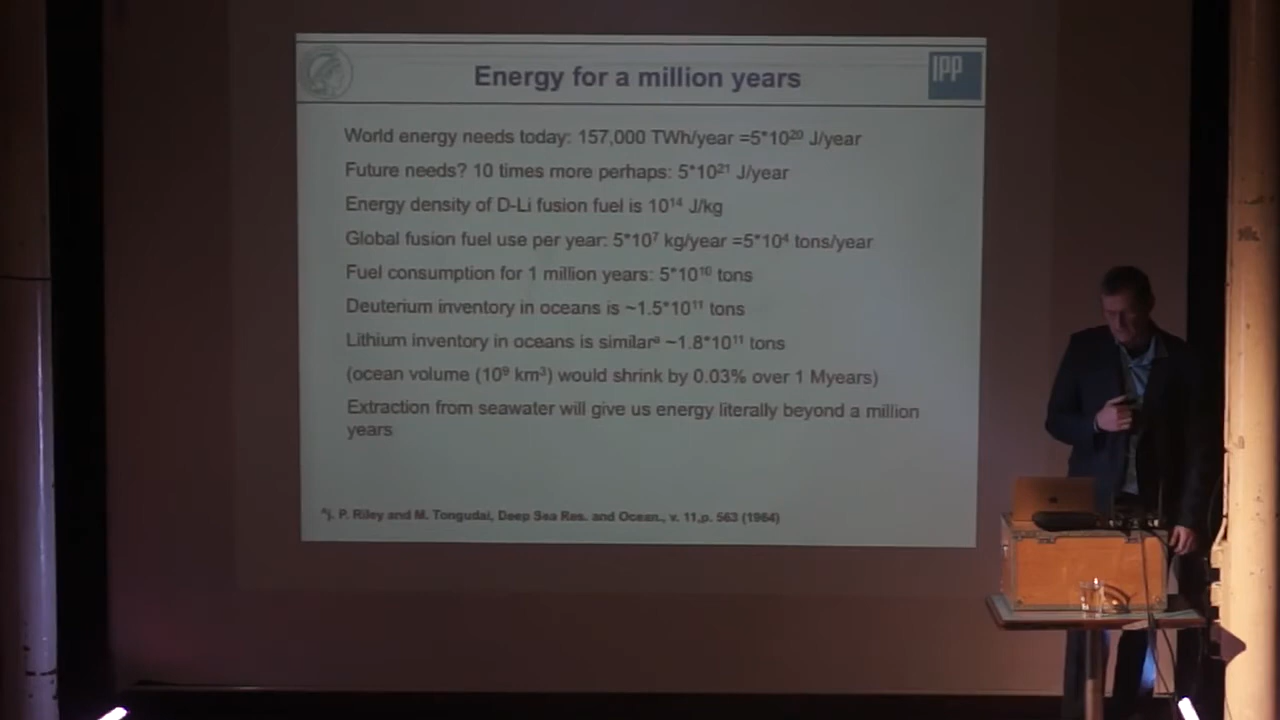 Energy for a million years
IPP
World energy needs today: 157,000 TWh/year =5*10²⁰ J/year
Future needs? 10 times more perhaps: 5*10²¹ J/year
Energy density of D-Li fusion fuel is 10¹⁴ J/kg
Global fusion fuel use per year: 5*10⁷ kg/year =5*10⁴ tons/year
Fuel consumption for 1 million years: 5*10¹⁰ tons
Deuterium inventory in oceans is ~1.5*10¹¹ tons
Lithium inventory in oceans is similarᵃ ~1.8*10¹¹ tons
(ocean volume (10⁹ km³) would shrink by 0.03% over 1 Myears)
Extraction from seawater will give us energy literally beyond a million
years
ᵃj. P. Riley and M. Tongudai, Deep Sea Res. and Ocean., v. 11,p. 563 (1964)